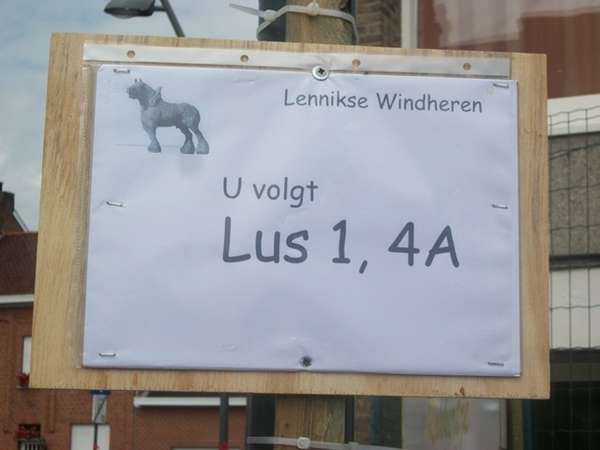 Lennikse Windheren
U volgt
Lus 1, 4A